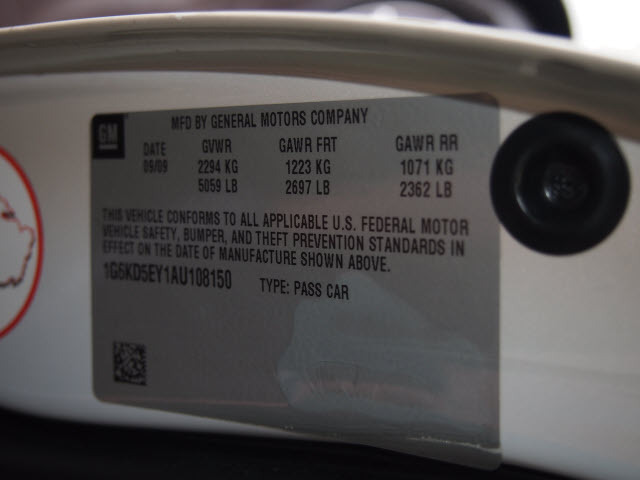 GM
MFD BY GENERAL MOTORS COMPANY
DATE GVWR GAWR FRT GAWR RR
09/09 2294 KG 1223 KG 1071 KG
5059 LB 2697 LB 2362 LB
THIS VEHICLE CONFORMS TO ALL APPLICABLE U.S. FEDERAL MOTOR
VEHICLE SAFETY, BUMPER, AND THEFT PREVENTION STANDARDS IN
EFFECT ON THE DATE OF MANUFACTURE SHOWN ABOVE.
1G6KD5EY1AU108150 TYPE: PASS CAR